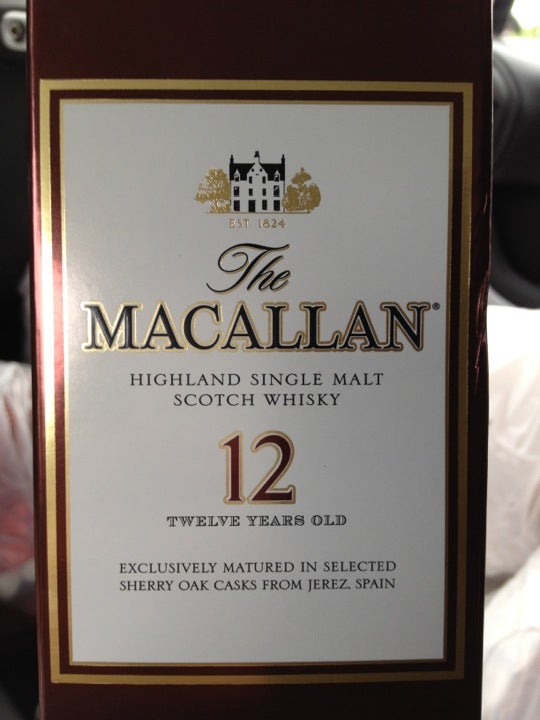 EST. 1824
The
MACALLAN®
HIGHLAND SINGLE MALT
SCOTCH WHISKY
12
TWELVE YEARS OLD
EXCLUSIVELY MATURED IN SELECTED
SHERRY OAK CASKS FROM JEREZ, SPAIN